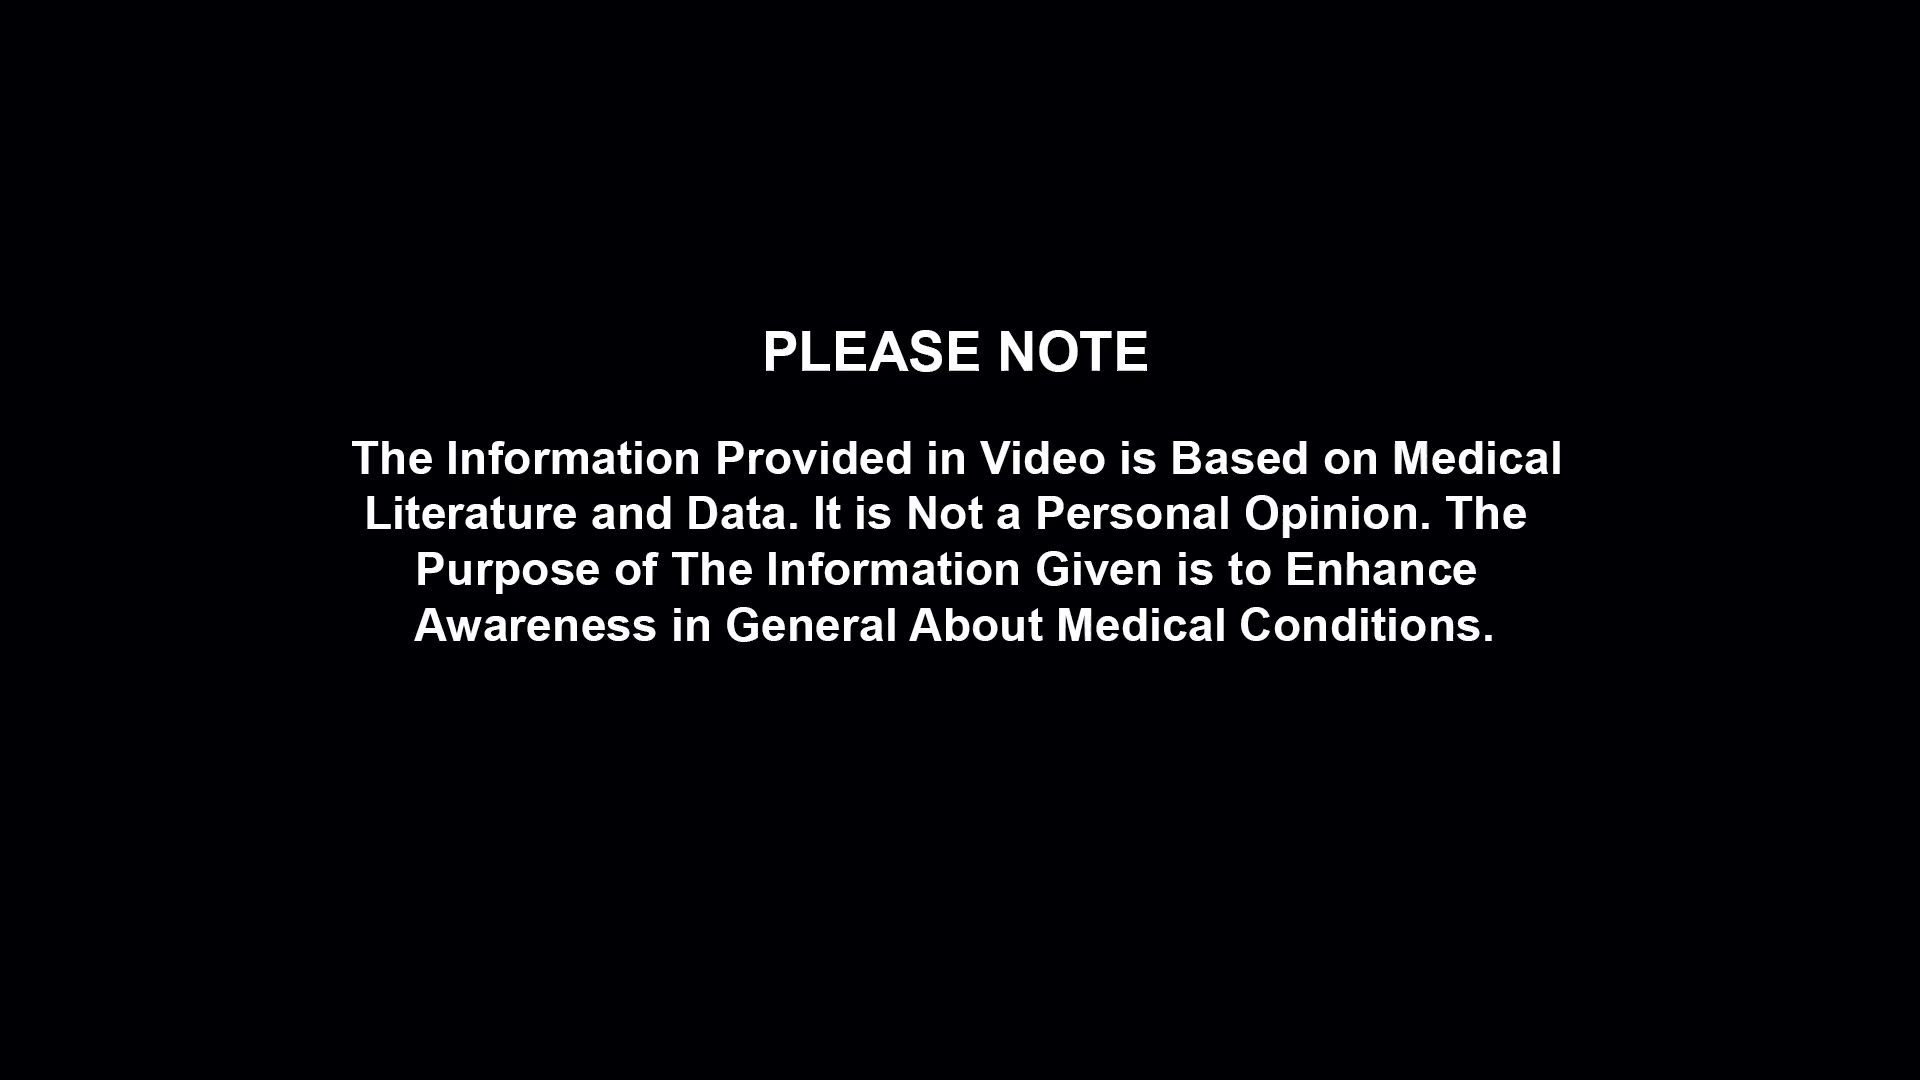 PLEASE NOTE
The Information Provided in Video is Based on Medical
Literature and Data. It is Not a Personal Opinion. The
Purpose of The Information Given is to Enhance
Awareness in General About Medical Conditions.